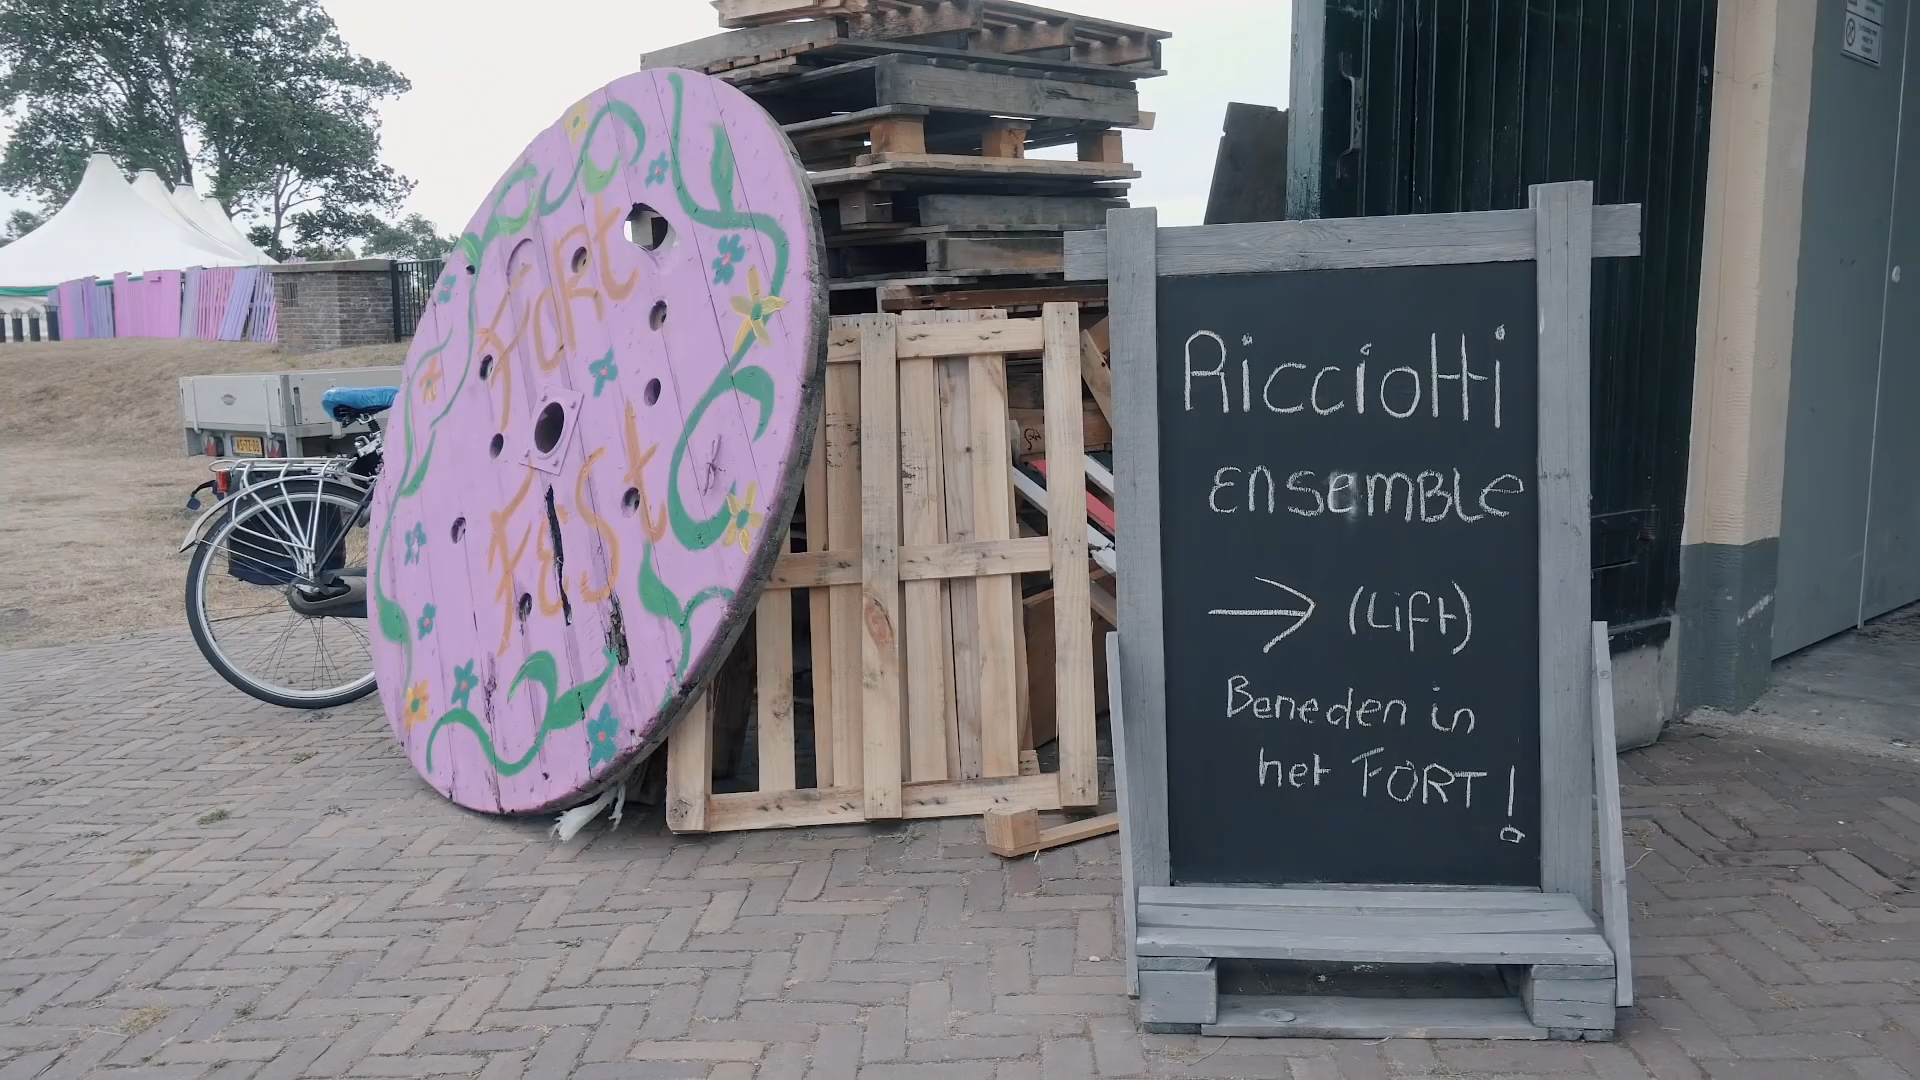 FORT
FEST
Ricciotti
ENSEMBLE
→ (Lift)
Beneden in
het FORT!